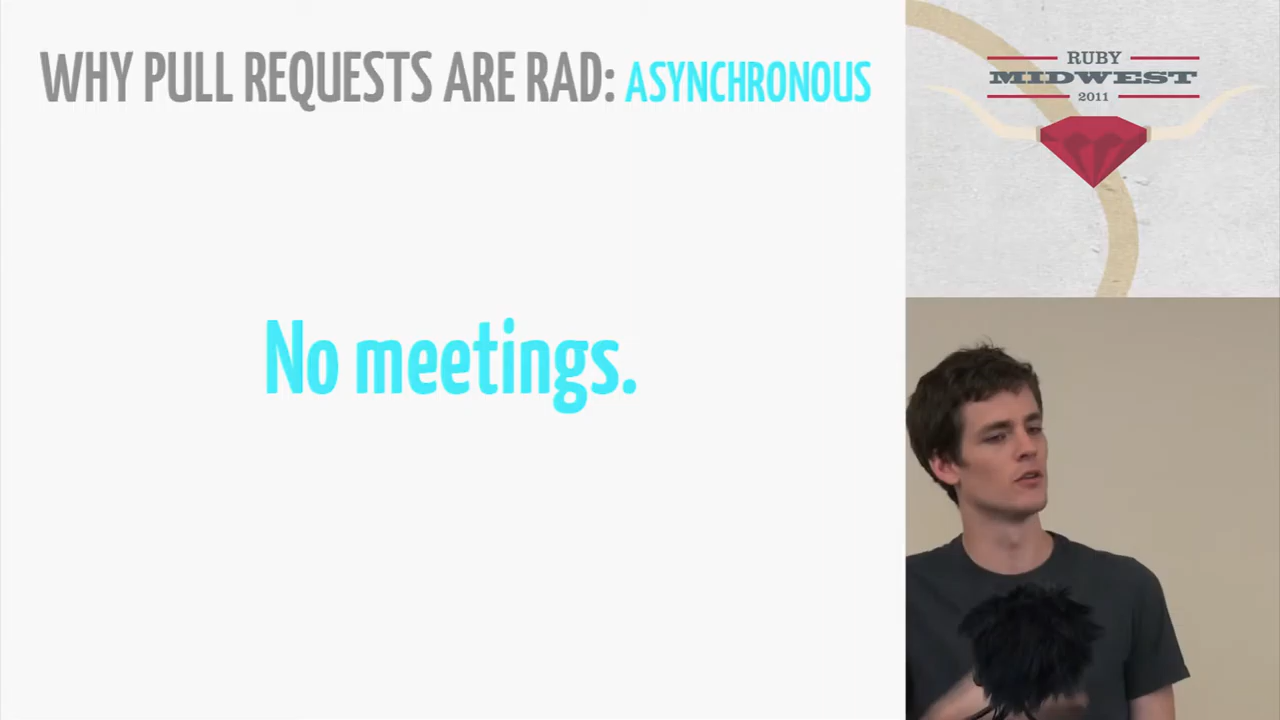 WHY PULL REQUESTS ARE RAD: ASYNCHRONOUS
No meetings.
RUBY
MIDWEST
2011